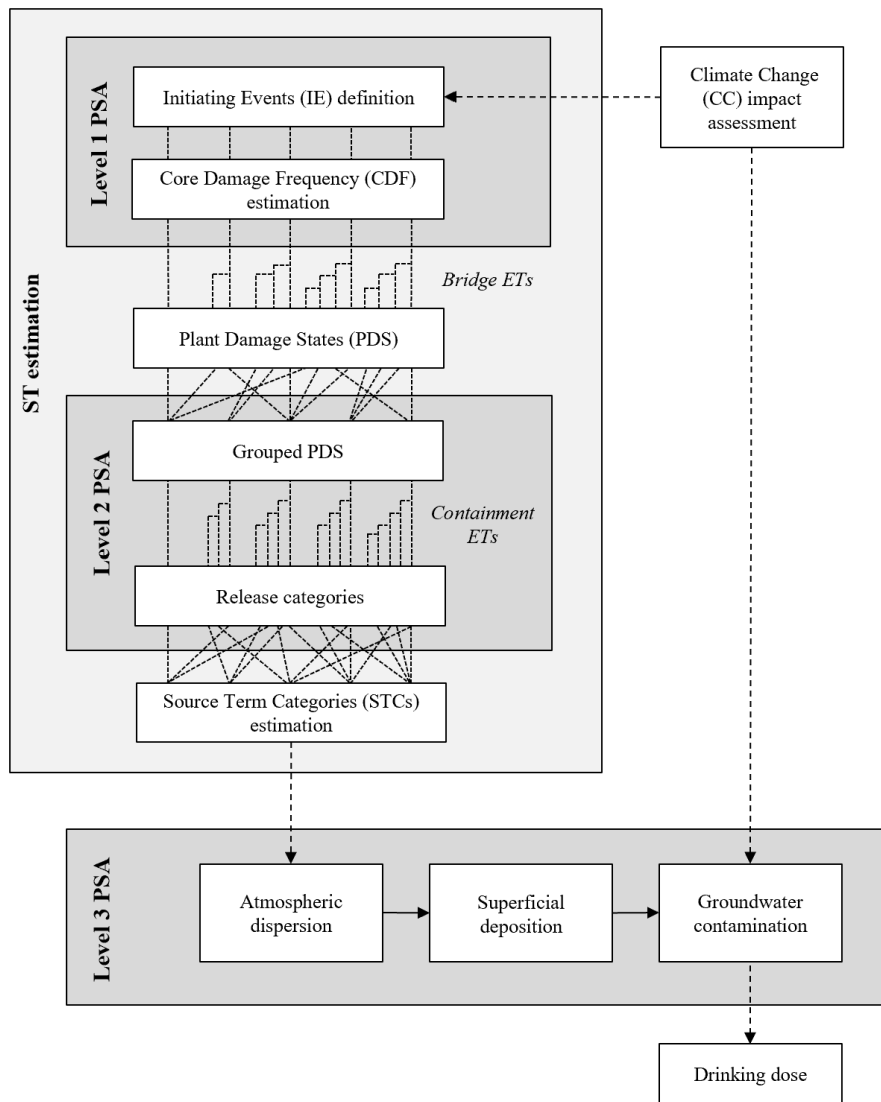 Initiating Events (IE) definition
Climate Change
(CC) impact
assessment
Level 1 PSA
Core Damage Frequency (CDF)
estimation
Bridge ETs
ST estimation
Plant Damage States (PDS)
Grouped PDS
Level 2 PSA
Containment
ETs
Release categories
Source Term Categories (STCs)
estimation
Level 3 PSA
Atmospheric
dispersion
Superficial
deposition
Groundwater
contamination
Drinking dose